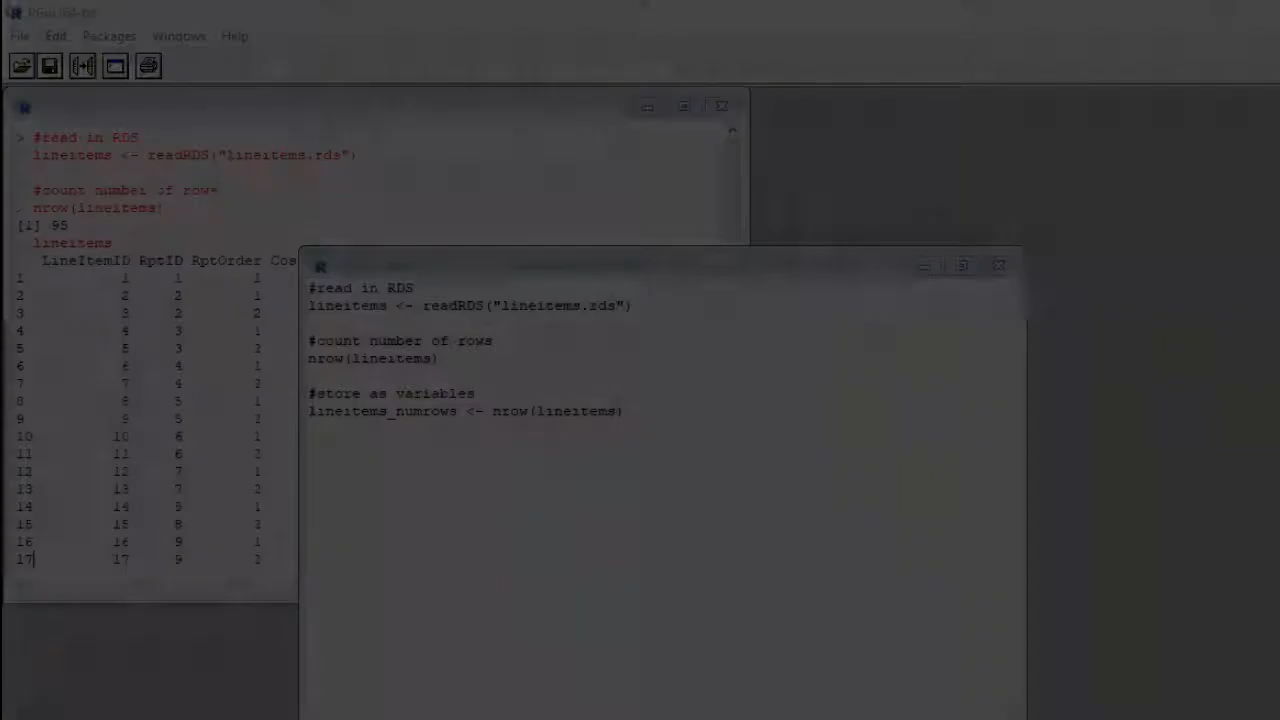 RGui (64-bit)
File Edit Packages Windows Help
> #read in RDS
lineitems <- readRDS("lineitems.rds")
#count number of rows
nrow(lineitems)
[1] 95
lineitems
LineItemID RptID RptOrder Cos
1 1 1 1
2 2 2 1
3 3 2 2
4 4 3 1
5 5 3 2
6 6 4 1
7 7 4 2
8 8 5 1
9 9 5 2
10 10 6 1
11 11 6 2
12 12 7 1
13 13 7 2
14 14 8 1
15 15 8 2
16 16 9 1
17 17 9 2
#read in RDS
lineitems <- readRDS("lineitems.rds")
#count number of rows
nrow(lineitems)
#store as variables
lineitems_numrows <- nrow(lineitems)